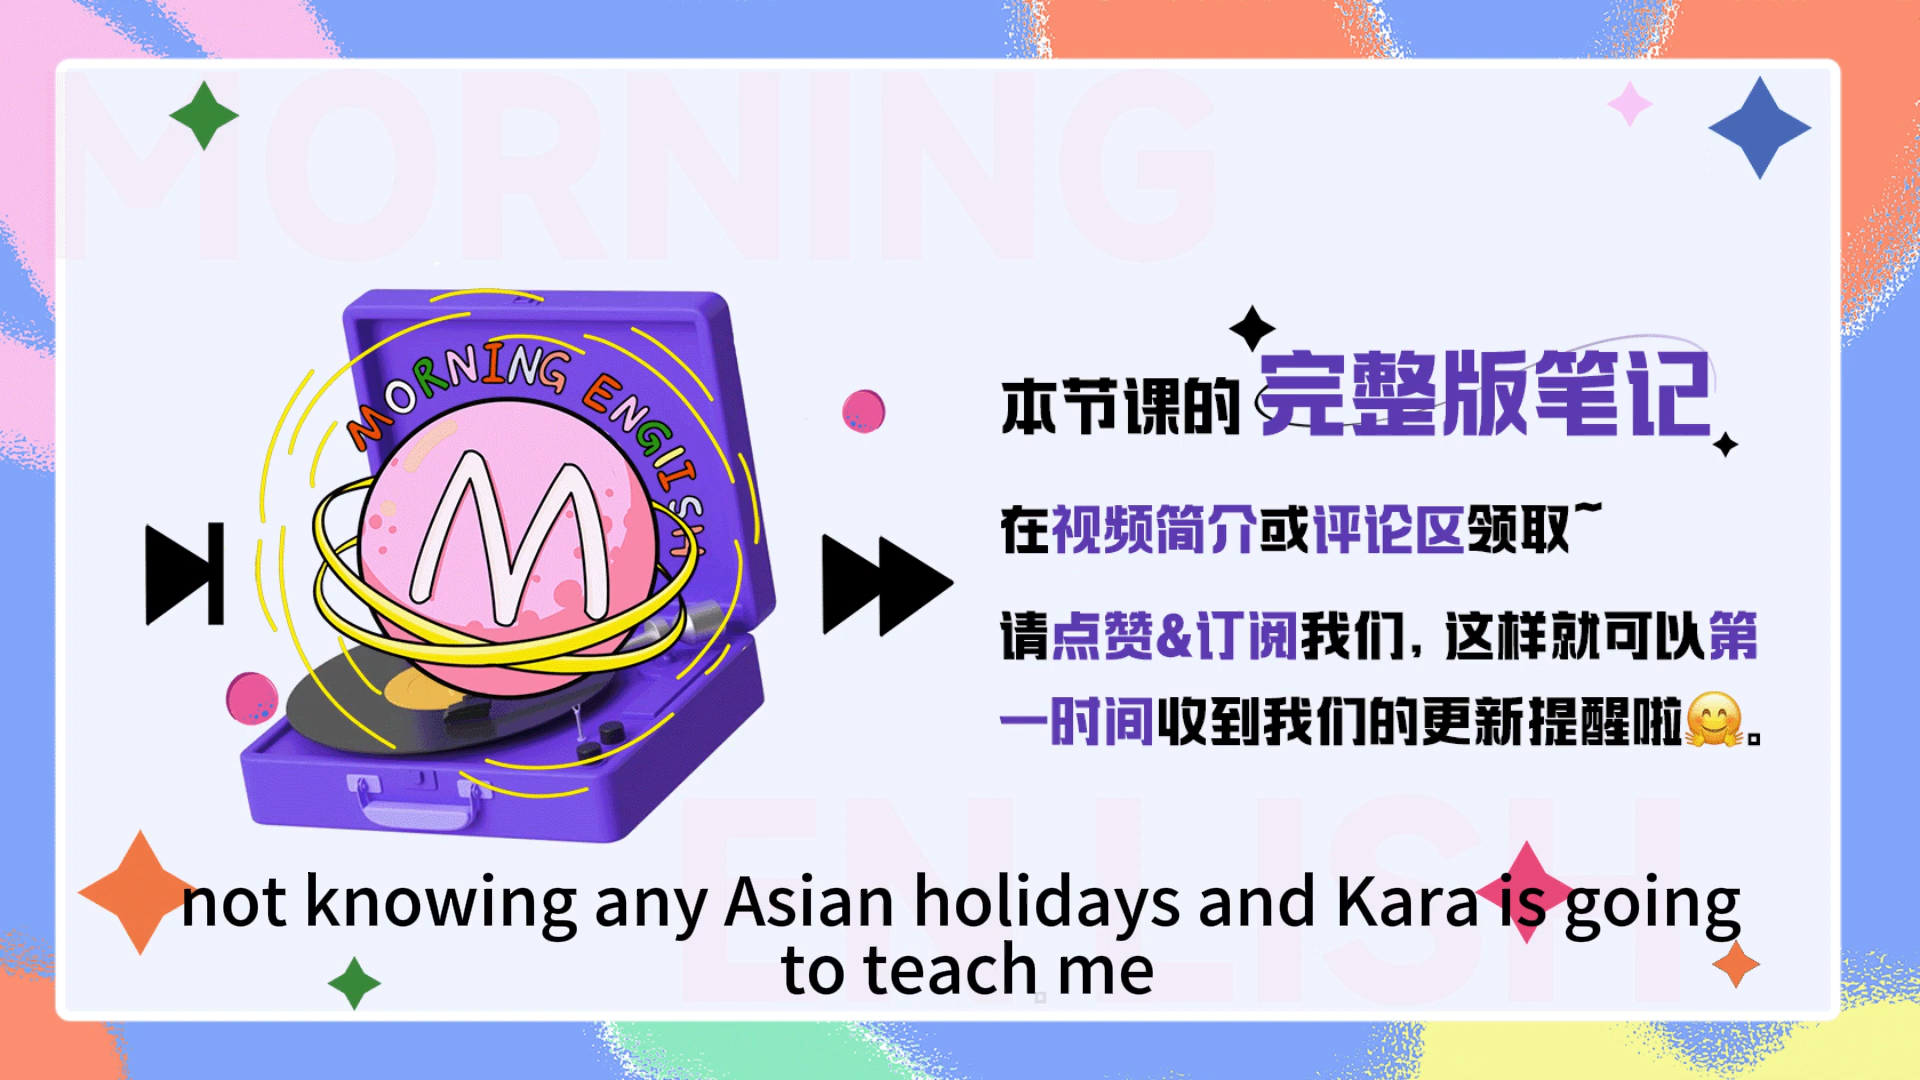 MORNING
MORNING ENGlISH
M
本节课的完整版笔记
在视频简介或评论区领取~
请点赞&订阅我们，这样就可以第
一时间收到我们的更新提醒啦🤗。
EN.LISH
not knowing any Asian holidays and Kara is going
to teach me